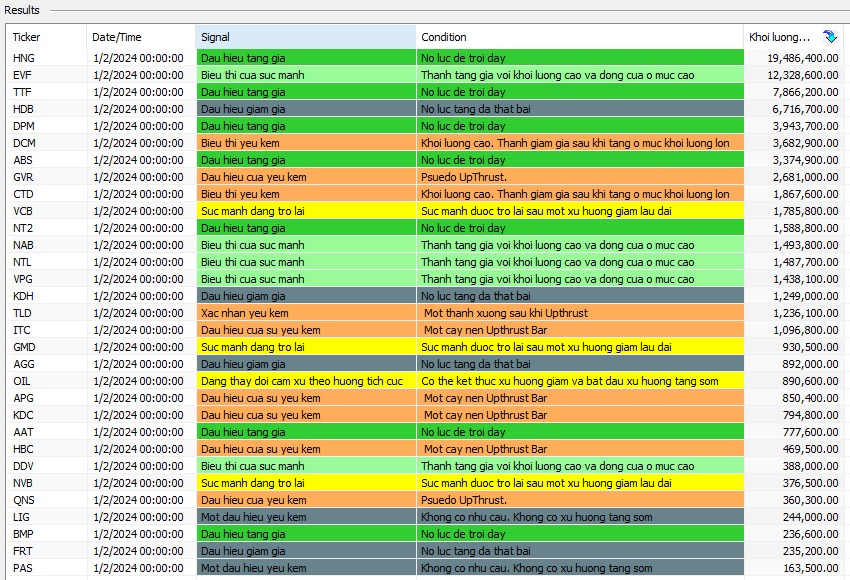 Results
Ticker Date/Time Signal Condition Khoi luong...
HNG 1/2/2024 00:00:00 Dau hieu tang gia No luc de troi day 19,486,400.00
EVF 1/2/2024 00:00:00 Bieu thi cua suc manh Thanh tang gia voi khoi luong cao va dong cua o muc cao 12,328,600.00
TTF 1/2/2024 00:00:00 Dau hieu tang gia No luc de troi day 7,866,200.00
HDB 1/2/2024 00:00:00 Dau hieu giam gia No luc tang da that bai 6,716,700.00
DPM 1/2/2024 00:00:00 Dau hieu tang gia No luc de troi day 3,943,700.00
DCM 1/2/2024 00:00:00 Bieu thi yeu kem Khoi luong cao. Thanh giam gia sau khi tang o muc khoi luong lon 3,682,900.00
ABS 1/2/2024 00:00:00 Dau hieu tang gia No luc de troi day 3,374,900.00
GVR 1/2/2024 00:00:00 Dau hieu cua yeu kem Psuedo UpThrust. 2,681,000.00
CTD 1/2/2024 00:00:00 Bieu thi yeu kem Khoi luong cao. Thanh giam gia sau khi tang o muc khoi luong lon 1,867,600.00
VCB 1/2/2024 00:00:00 Suc manh dang tro lai Suc manh duoc tro lai sau mot xu huong giam lau dai 1,785,800.00
NT2 1/2/2024 00:00:00 Dau hieu tang gia No luc de troi day 1,588,800.00
NAB 1/2/2024 00:00:00 Bieu thi cua suc manh Thanh tang gia voi khoi luong cao va dong cua o muc cao 1,493,800.00
NTL 1/2/2024 00:00:00 Bieu thi cua suc manh Thanh tang gia voi khoi luong cao va dong cua o muc cao 1,487,700.00
VPG 1/2/2024 00:00:00 Bieu thi cua suc manh Thanh tang gia voi khoi luong cao va dong cua o muc cao 1,438,100.00
KDH 1/2/2024 00:00:00 Dau hieu giam gia No luc tang da that bai 1,249,000.00
TLD 1/2/2024 00:00:00 Xac nhan yeu kem Mot thanh xuong sau khi Upthrust 1,236,100.00
ITC 1/2/2024 00:00:00 Dau hieu cua su yeu kem Mot cay nen Upthrust Bar 1,096,800.00
GMD 1/2/2024 00:00:00 Suc manh dang tro lai Suc manh duoc tro lai sau mot xu huong giam lau dai 930,500.00
AGG 1/2/2024 00:00:00 Dau hieu giam gia No luc tang da that bai 892,000.00
OIL 1/2/2024 00:00:00 Dang thay doi cam xu theo huong tich cuc Co the ket thuc xu huong giam va bat dau xu huong tang som 890,600.00
APG 1/2/2024 00:00:00 Dau hieu cua su yeu kem Mot cay nen Upthrust Bar 850,400.00
KDC 1/2/2024 00:00:00 Dau hieu cua su yeu kem Mot cay nen Upthrust Bar 794,800.00
AAT 1/2/2024 00:00:00 Dau hieu tang gia No luc de troi day 777,600.00
HBC 1/2/2024 00:00:00 Dau hieu cua su yeu kem Mot cay nen Upthrust Bar 469,500.00
DDV 1/2/2024 00:00:00 Bieu thi cua suc manh Thanh tang gia voi khoi luong cao va dong cua o muc cao 388,000.00
NVB 1/2/2024 00:00:00 Suc manh dang tro lai Suc manh duoc tro lai sau mot xu huong giam lau dai 376,500.00
QNS 1/2/2024 00:00:00 Dau hieu cua yeu kem Psuedo UpThrust. 360,300.00
LIG 1/2/2024 00:00:00 Mot dau hieu yeu kem Khong co nhu cau. Khong co xu huong tang som 244,000.00
BMP 1/2/2024 00:00:00 Dau hieu tang gia No luc de troi day 236,600.00
FRT 1/2/2024 00:00:00 Dau hieu giam gia No luc tang da that bai 235,200.00
PAS 1/2/2024 00:00:00 Mot dau hieu yeu kem Khong co nhu cau. Khong co xu huong tang som 163,500.00